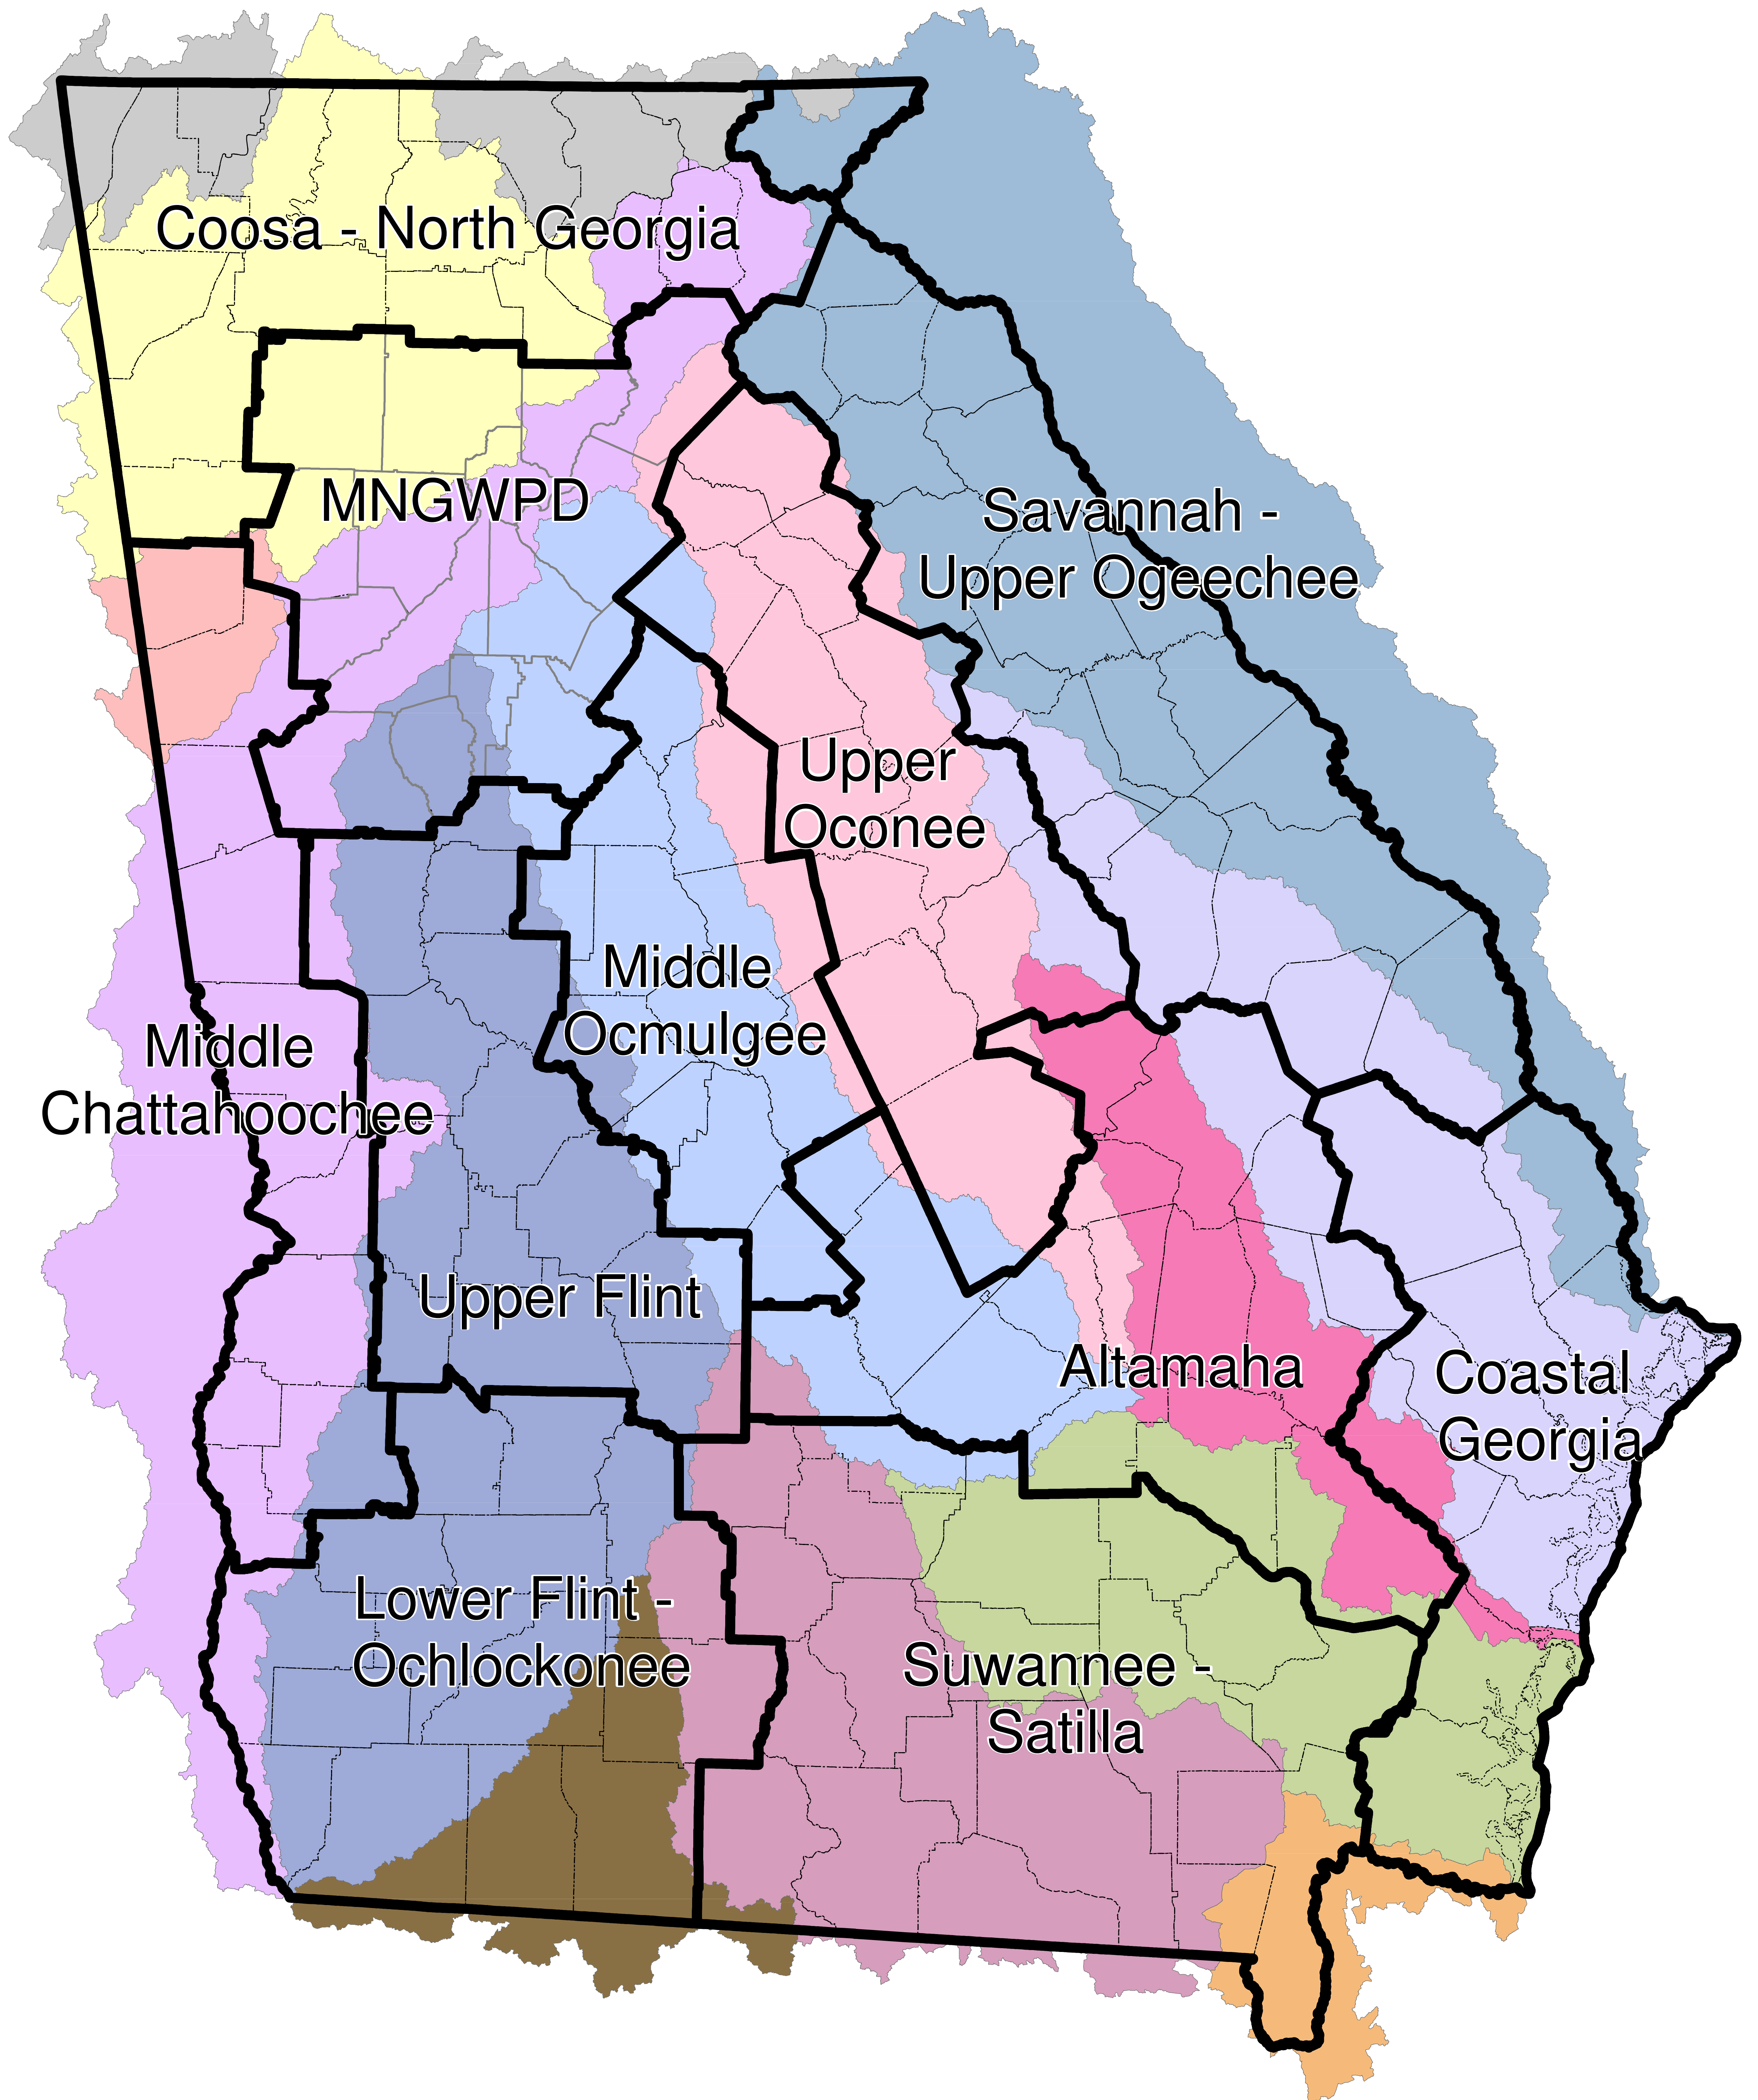 Coosa - North Georgia
MNGWPD
Savannah -
Upper Ogeechee
Upper
Oconee
Middle
Ocmulgee
Middle
Chattahoochee
Upper Flint
Altamaha
Coastal
Georgia
Lower Flint -
Ochlockonee
Suwannee -
Satilla